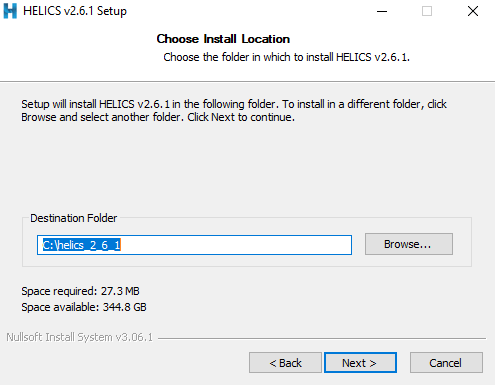 HELICS v2.6.1 Setup
Choose Install Location
Choose the folder in which to install HELICS v2.6.1.
Setup will install HELICS v2.6.1 in the following folder. To install in a different folder, click
Browse and select another folder. Click Next to continue.
Destination Folder
C:\helics_2_6_1
Browse...
Space required: 27.3 MB
Space available: 344.8 GB
Nullsoft Install System v3.06.1
< Back
Next >
Cancel